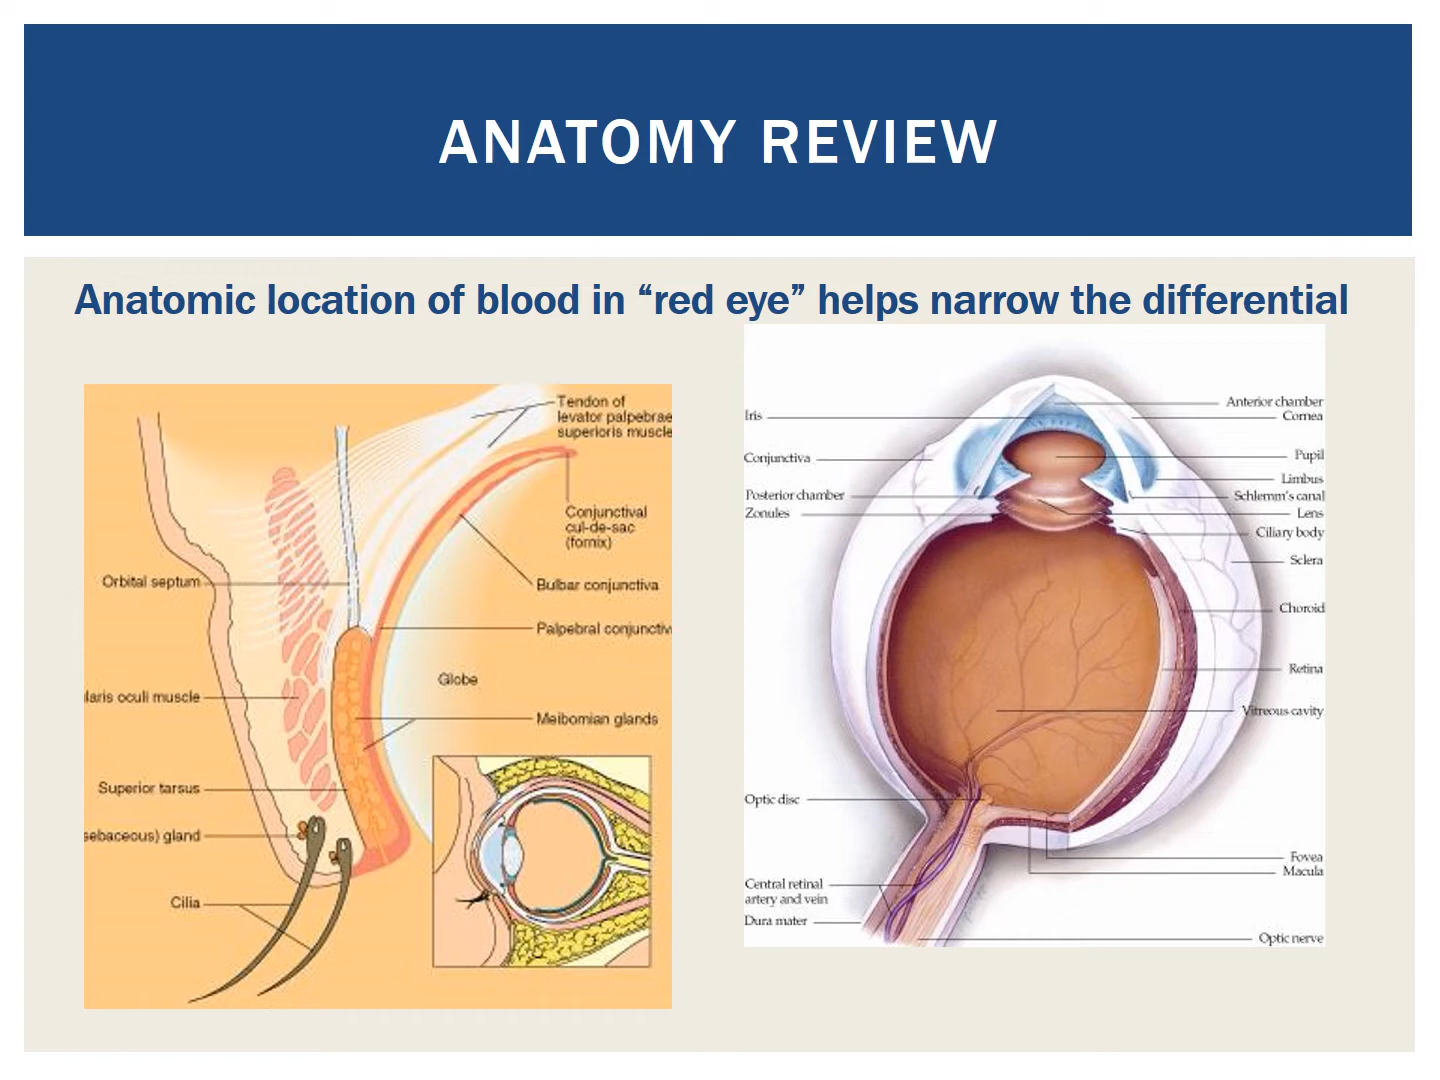 ANATOMY REVIEW
Anatomic location of blood in “red eye” helps narrow the differential
Tendon of
levator palpebrae
superioris muscle
Conjunctival
cul-de-sac
(fornix)
Orbital septum
Bulbar conjunctiva
Palpebral conjunctiv
Globe
laris oculi muscle
Meibomian glands
Superior tarsus
sebaceous) gland
Cilia
Iris
Conjunctiva
Posterior chamber
Zonules
Optic disc
Central retinal
artery and vein
Dura mater
Anterior chamber
Cornea
Pupil
Limbus
Schlemm's canal
Lens
Ciliary body
Sclera
Choroid
Retina
Vitreous cavity
Fovea
Macula
Optic nerve